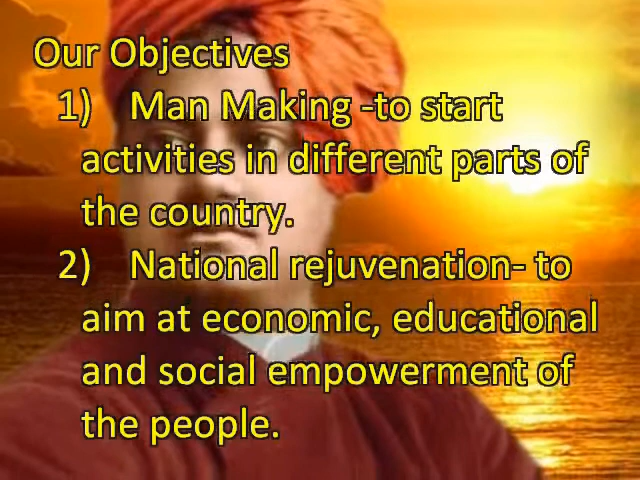 Our Objectives
1) Man Making -to start
activities in different parts of
the country.
2) National rejuvenation- to
aim at economic, educational
and social empowerment of
the people.